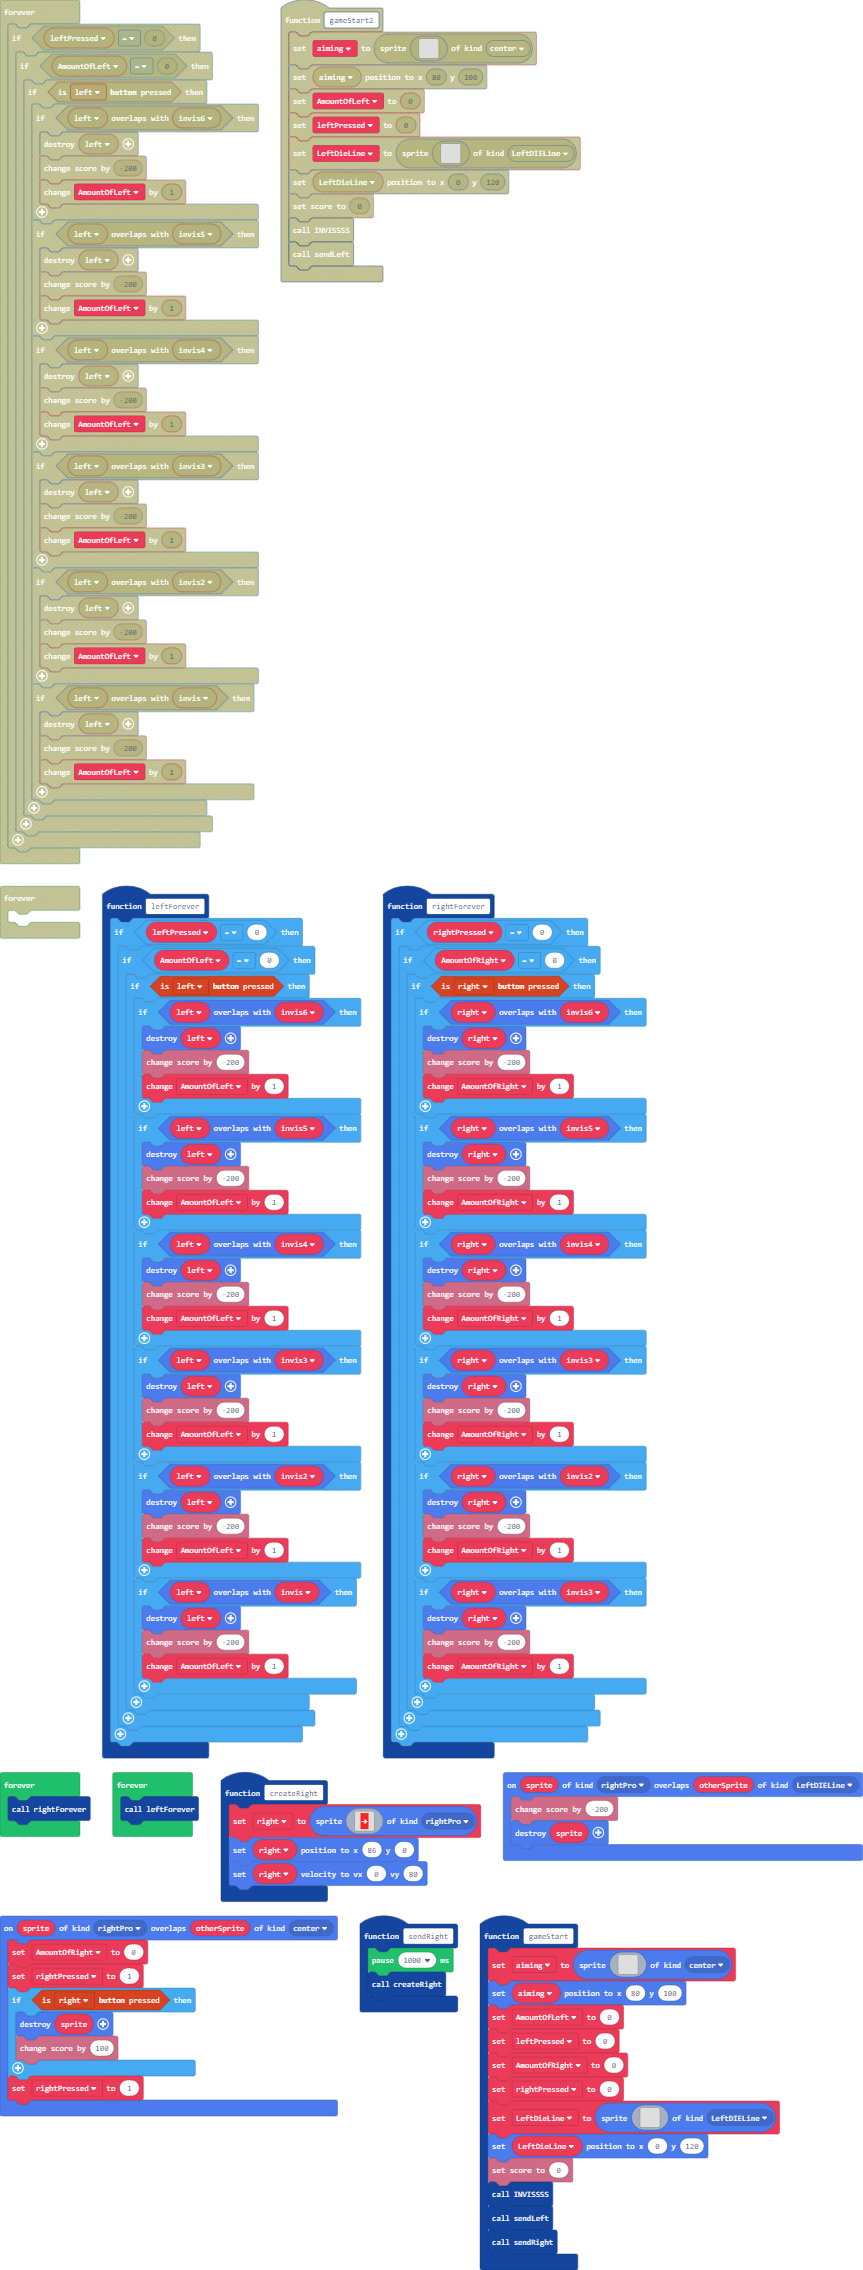 forever
if leftPressed = 0 then
if AmountOfLeft = 0 then
if is left button pressed then
if left overlaps with invis6 then
destroy left
change score by -200
change AmountOfLeft by 1
if left overlaps with invis5 then
destroy left
change score by -200
change AmountOfLeft by 1
if left overlaps with invis4 then
destroy left
change score by -200
change AmountOfLeft by 1
if left overlaps with invis3 then
destroy left
change score by -200
change AmountOfLeft by 1
if left overlaps with invis2 then
destroy left
change score by -200
change AmountOfLeft by 1
if left overlaps with invis then
destroy left
change score by -200
change AmountOfLeft by 1
function gameStart2
set aiming to sprite of kind center
set aiming position to x 80 y 100
set AmountOfLeft to 0
set leftPressed to 0
set LeftDieLine to sprite of kind LeftDIELine
set LeftDieLine position to x 0 y 120
set score to 0
call INVISSSS
call sendLeft
forever
function leftForever
if leftPressed = 0 then
if AmountOfLeft = 0 then
if is left button pressed then
if left overlaps with invis6 then
destroy left
change score by -200
change AmountOfLeft by 1
if left overlaps with invis5 then
destroy left
change score by -200
change AmountOfLeft by 1
if left overlaps with invis4 then
destroy left
change score by -200
change AmountOfLeft by 1
if left overlaps with invis3 then
destroy left
change score by -200
change AmountOfLeft by 1
if left overlaps with invis2 then
destroy left
change score by -200
change AmountOfLeft by 1
if left overlaps with invis then
destroy left
change score by -200
change AmountOfLeft by 1
function rightForever
if rightPressed = 0 then
if AmountOfRight = 0 then
if is right button pressed then
if right overlaps with invis6 then
destroy right
change score by -200
change AmountOfRight by 1
if right overlaps with invis5 then
destroy right
change score by -200
change AmountOfRight by 1
if right overlaps with invis4 then
destroy right
change score by -200
change AmountOfRight by 1
if right overlaps with invis3 then
destroy right
change score by -200
change AmountOfRight by 1
if right overlaps with invis2 then
destroy right
change score by -200
change AmountOfRight by 1
if right overlaps with invis3 then
destroy right
change score by -200
change AmountOfRight by 1
forever
call rightForever
forever
call leftForever
function createRight
set right to sprite of kind rightPro
set right position to x 86 y 0
set right velocity to vx 0 vy 80
on sprite of kind rightPro overlaps otherSprite of kind LeftDIELine
change score by -200
destroy sprite
on sprite of kind rightPro overlaps otherSprite of kind center
set AmountOfRight to 0
set rightPressed to 1
if is right button pressed then
destroy sprite
change score by 100
set rightPressed to 1
function sendRight
pause 1000 ms
call createRight
function gameStart
set aiming to sprite of kind center
set aiming position to x 80 y 100
set AmountOfLeft to 0
set leftPressed to 0
set AmountOfRight to 0
set rightPressed to 0
set LeftDieLine to sprite of kind LeftDIELine
set LeftDieLine position to x 0 y 120
set score to 0
call INVISSSS
call sendLeft
call sendRight